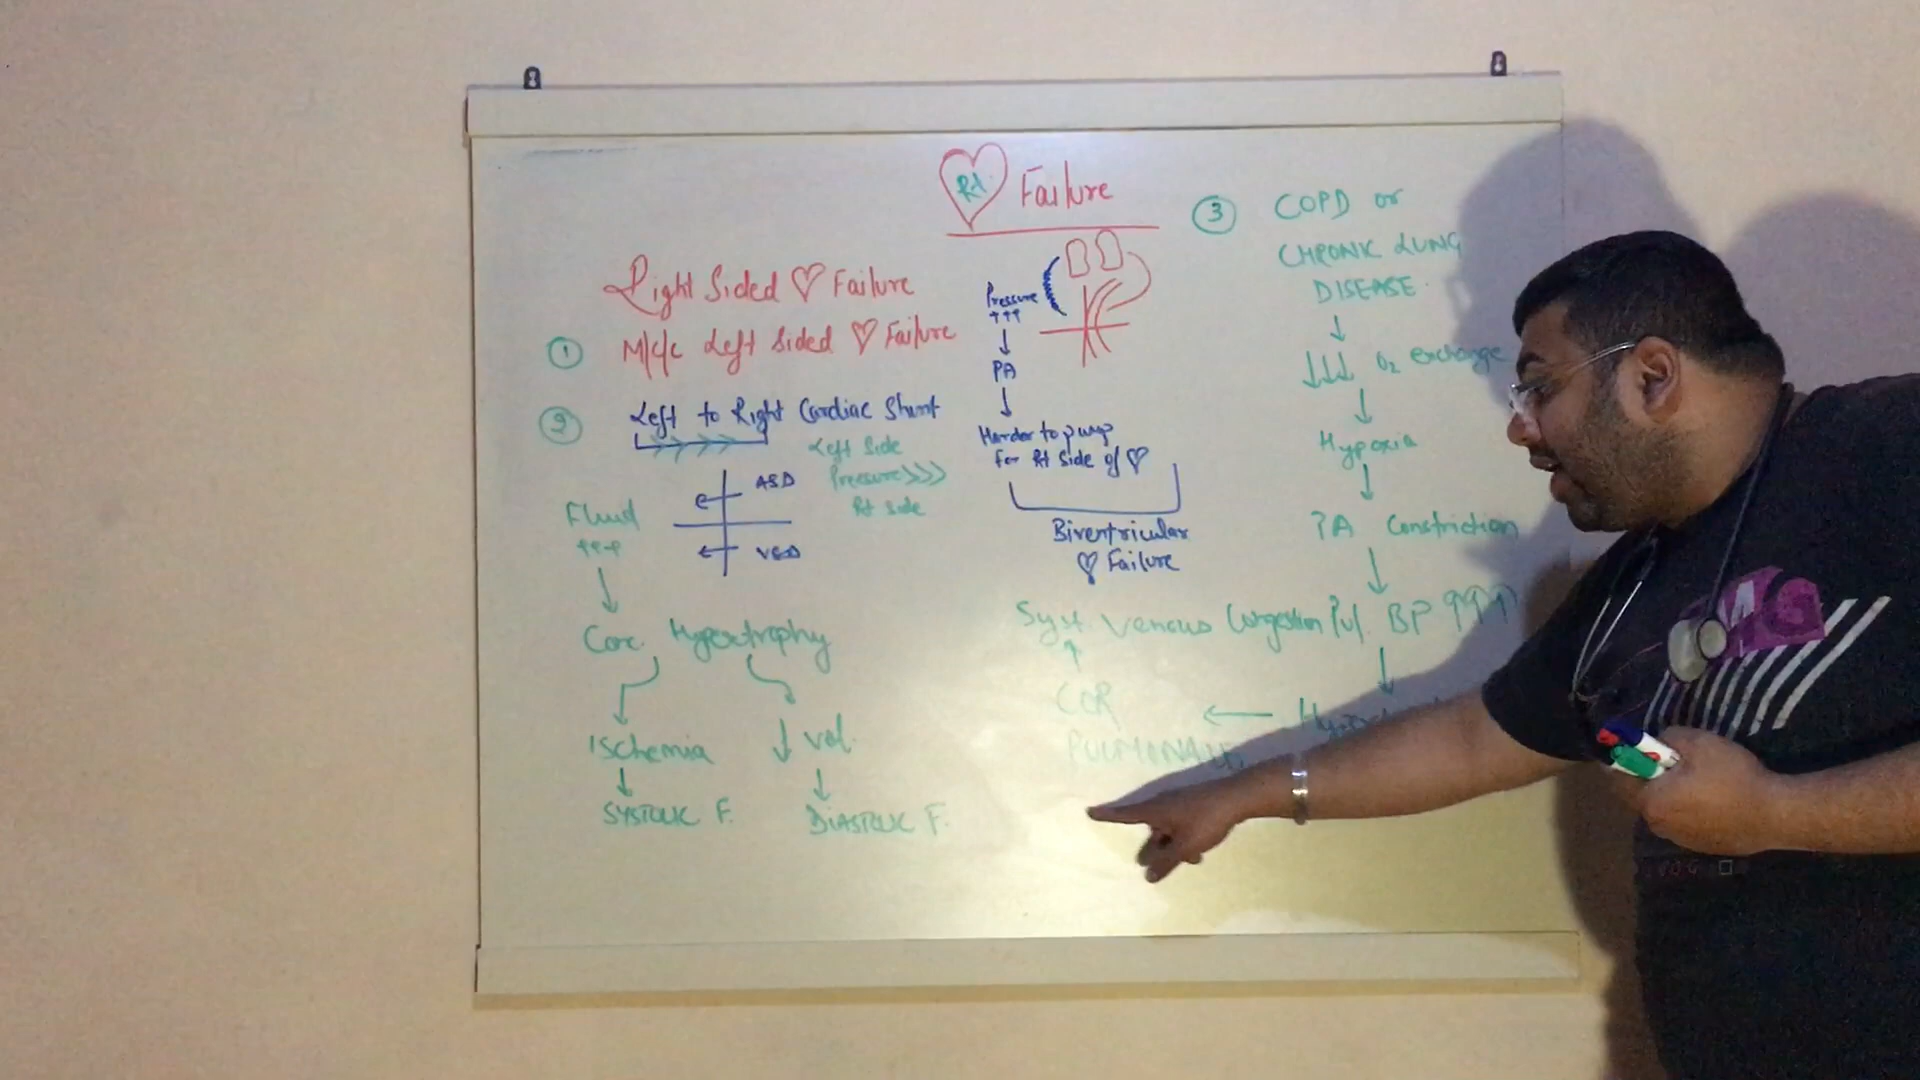 Rt Failure
Right Sided Failure
① M/C/C Left Sided Failure
② Left to Right Cardiac Shunt
Left Side
Pressure >>>
Rt side
ASD
VSD
Fluid
↑↑↑
↓
Conc. Hypertrophy
Ischemia
↓
SYSTOLIC F.
↓ Vol.
↓
DIASTOLIC F.
Pressure
↑↑↑
↓
PA
↓
Harder to pump
for Rt Side of ♡
Biventricular
♡ Failure
③ COPD or
CHRONIC LUNG
DISEASE
↓
↓↓↓ O₂ exchange
↓
Hypoxia
↓
PA Constriction
↓
Pul. BP ↑↑↑
↓
←
COR
PULMONALE
↑
Syst. Venous Congestion